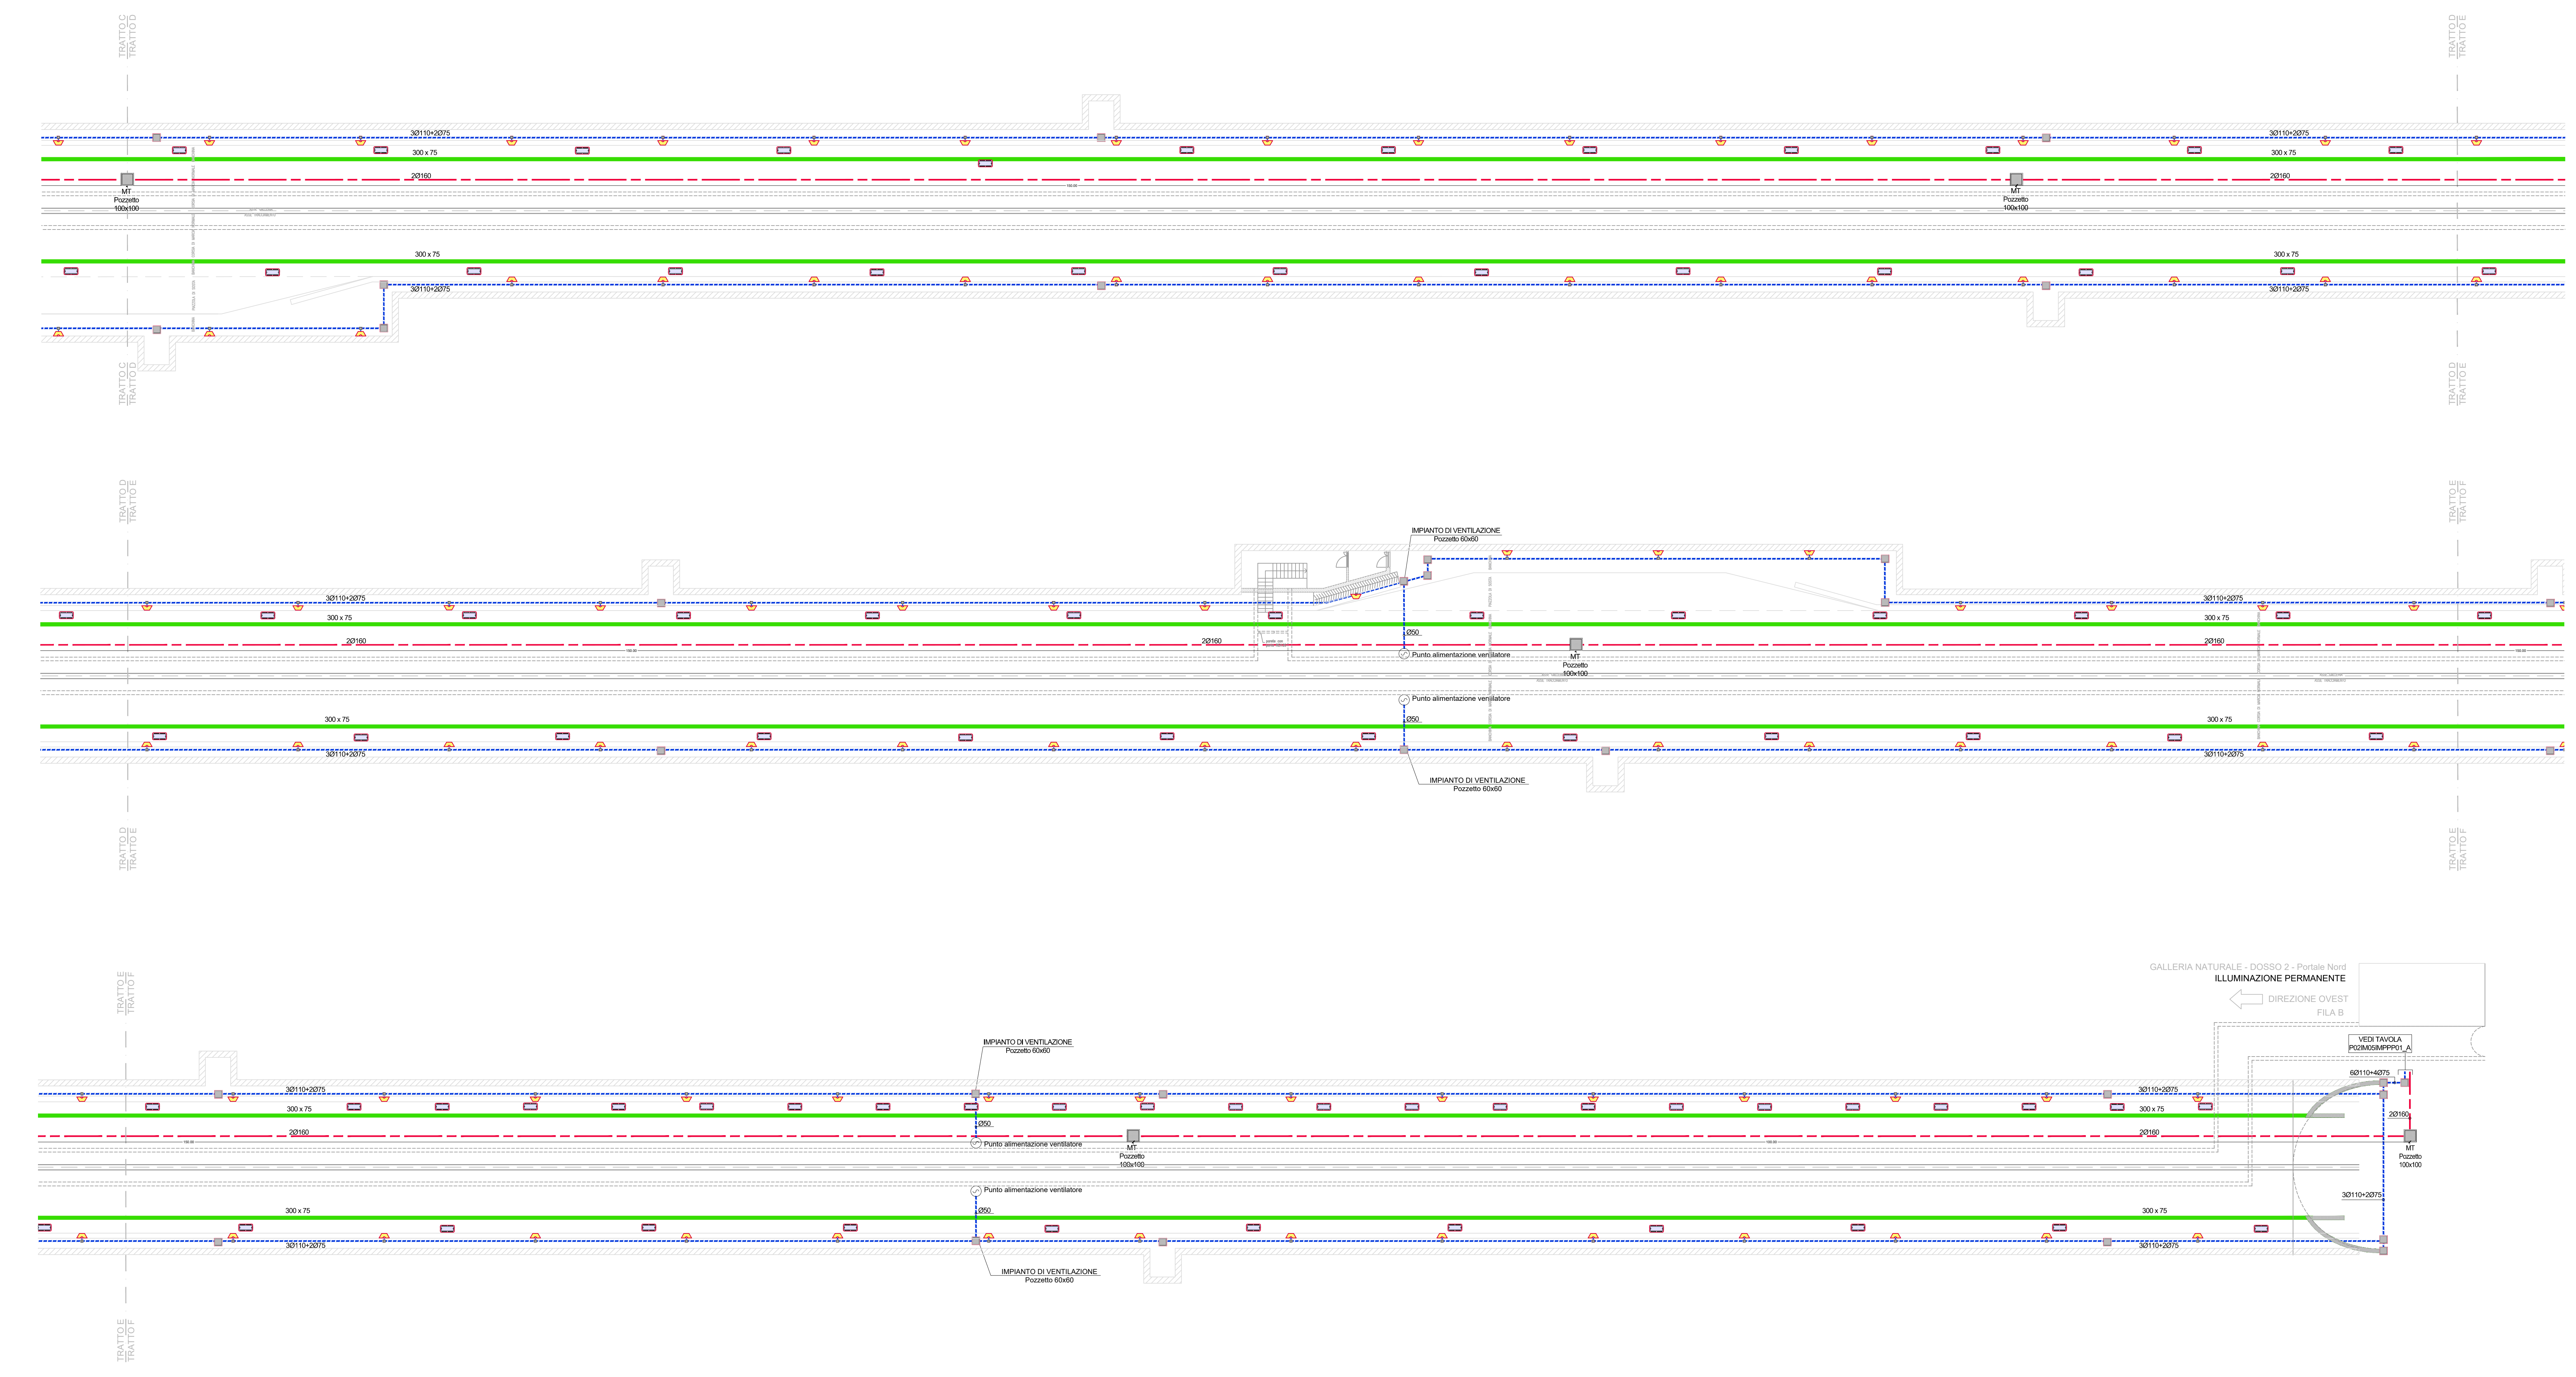 TRATTO C
TRATTO D
TRATTO D
TRATTO E
3Ø110+2Ø75
3Ø110+2Ø75
300 x 75
300 x 75
2Ø160
2Ø160
MT
Pozzetto
100x100
MT
Pozzetto
100x100
300 x 75
300 x 75
3Ø110+2Ø75
3Ø110+2Ø75
TRATTO C
TRATTO D
TRATTO D
TRATTO E
TRATTO D
TRATTO E
TRATTO E
TRATTO F
IMPIANTO DI VENTILAZIONE
Pozzetto 60x60
3Ø110+2Ø75
3Ø110+2Ø75
300 x 75
300 x 75
Ø50
2Ø160
2Ø160
2Ø160
Punto alimentazione ventilatore
MT
Pozzetto
100x100
Punto alimentazione ventilatore
300 x 75
Ø50
300 x 75
3Ø110+2Ø75
3Ø110+2Ø75
IMPIANTO DI VENTILAZIONE
Pozzetto 60x60
TRATTO D
TRATTO E
TRATTO E
TRATTO F
TRATTO E
TRATTO F
GALLERIA NATURALE - DOSSO 2 - Portale Nord
ILLUMINAZIONE PERMANENTE
DIREZIONE OVEST
FILA B
VEDI TAVOLA
P02IM05IMPPP01_A
IMPIANTO DI VENTILAZIONE
Pozzetto 60x60
6Ø110+4Ø75
3Ø110+2Ø75
3Ø110+2Ø75
300 x 75
300 x 75
2Ø160
Ø50
2Ø160
2Ø160
Punto alimentazione ventilatore
MT
Pozzetto
100x100
MT
Pozzetto
100x100
Punto alimentazione ventilatore
3Ø110+2Ø75
300 x 75
Ø50
300 x 75
3Ø110+2Ø75
3Ø110+2Ø75
IMPIANTO DI VENTILAZIONE
Pozzetto 60x60
TRATTO E
TRATTO F